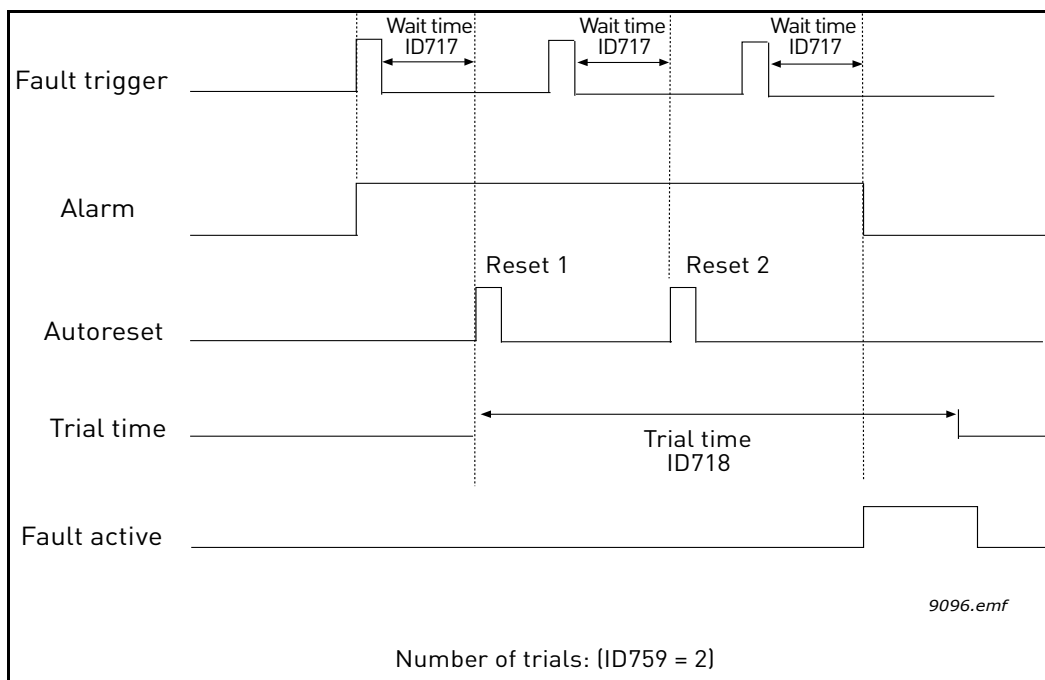 Wait time
ID717
Wait time
ID717
Wait time
ID717
Fault trigger
Alarm
Reset 1
Reset 2
Autoreset
Trial time
Trial time
ID718
Fault active
9096.emf
Number of trials: (ID759 = 2)